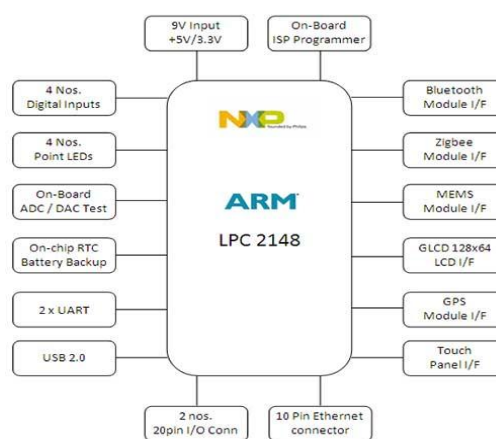 9V Input
+5V/3.3V
On-Board
ISP Programmer
4 Nos.
Digital Inputs
4 Nos.
Point LEDs
On-Board
ADC / DAC Test
On-chip RTC
Battery Backup
2 x UART
USB 2.0
NXP
founded by Philips
ARM
LPC 2148
Bluetooth
Module I/F
Zigbee
Module I/F
MEMS
Module I/F
GLCD 128x64
LCD I/F
GPS
Module I/F
Touch
Panel I/F
2 nos.
20pin I/O Conn
10 Pin Ethernet
connector